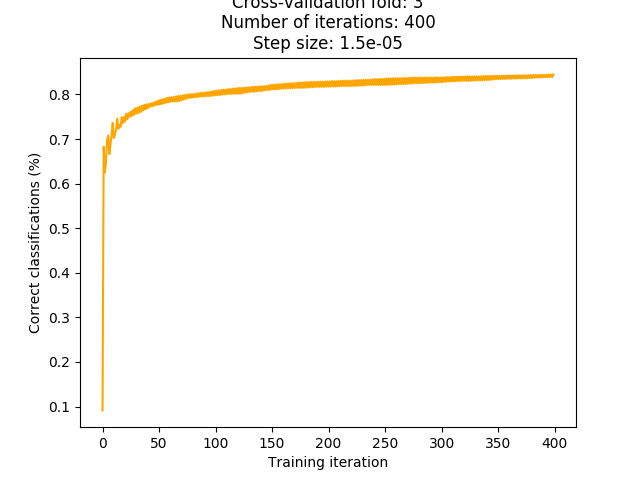 Cross-validation fold: 3
Number of iterations: 400
Step size: 1.5e-05
0.8
0.7
0.6
0.5
0.4
0.3
0.2
0.1
Correct classifications (%)
0 50 100 150 200 250 300 350 400
Training iteration